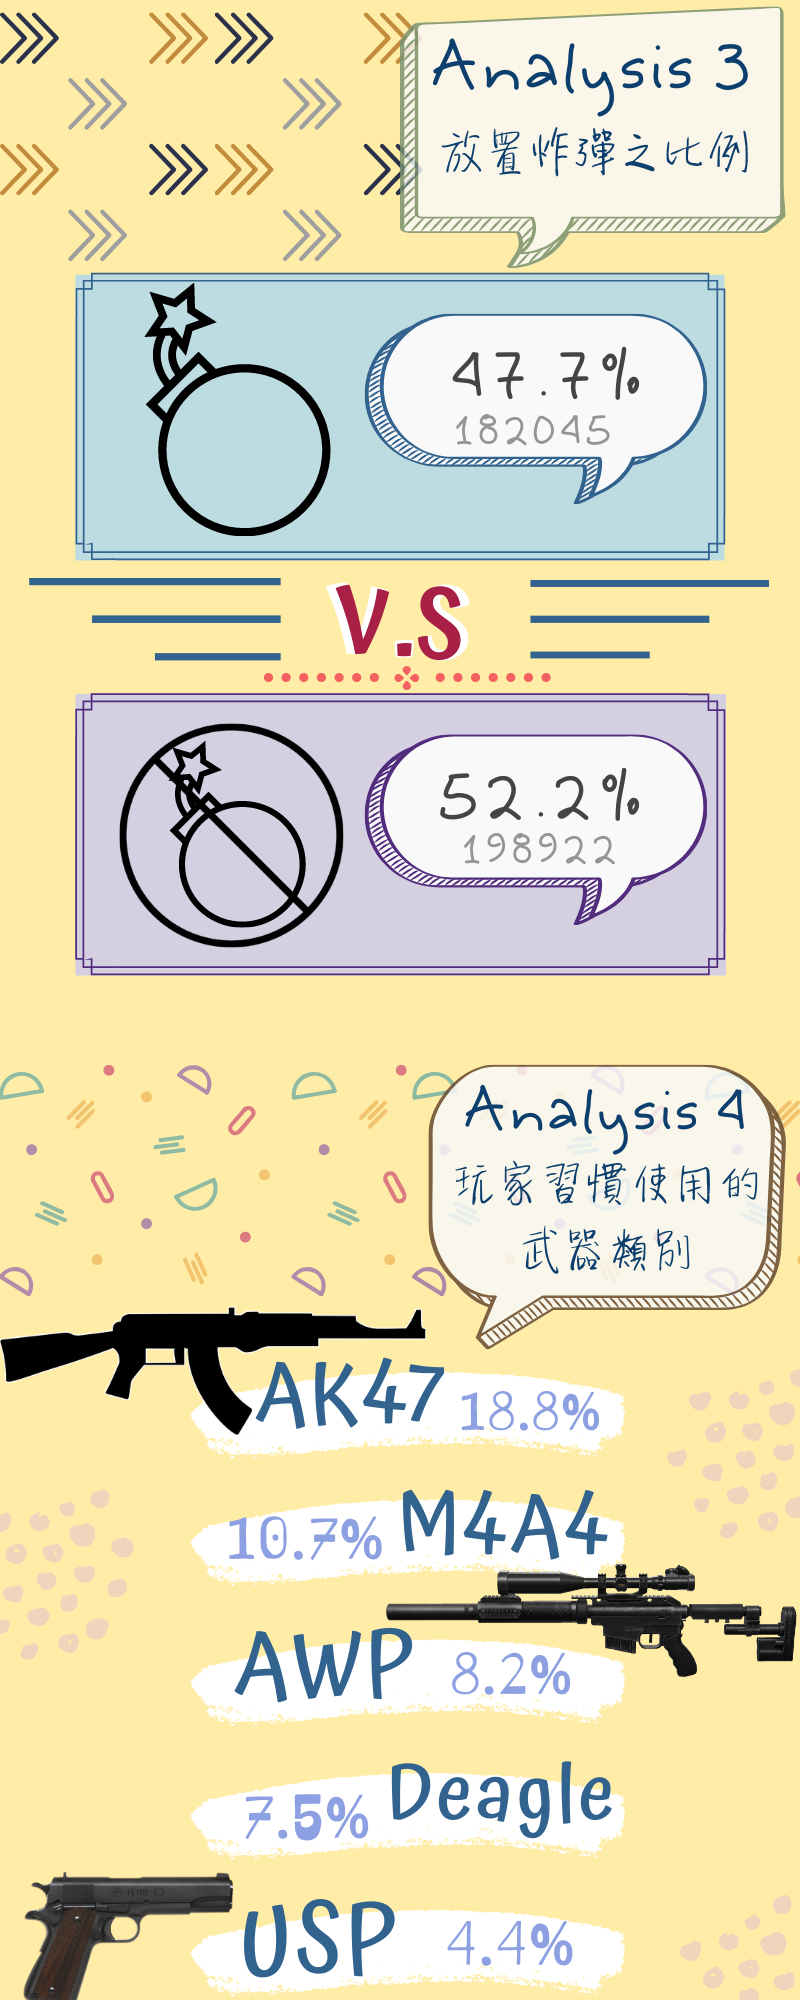 Analysis 3
放置炸彈之比例
47.7%
182045
V.S
52.2%
198922
Analysis 4
玩家習慣使用的
武器類別
AK47 18.8%
10.7% M4A4
AWP 8.2%
7.5% Deagle
USP 4.4%